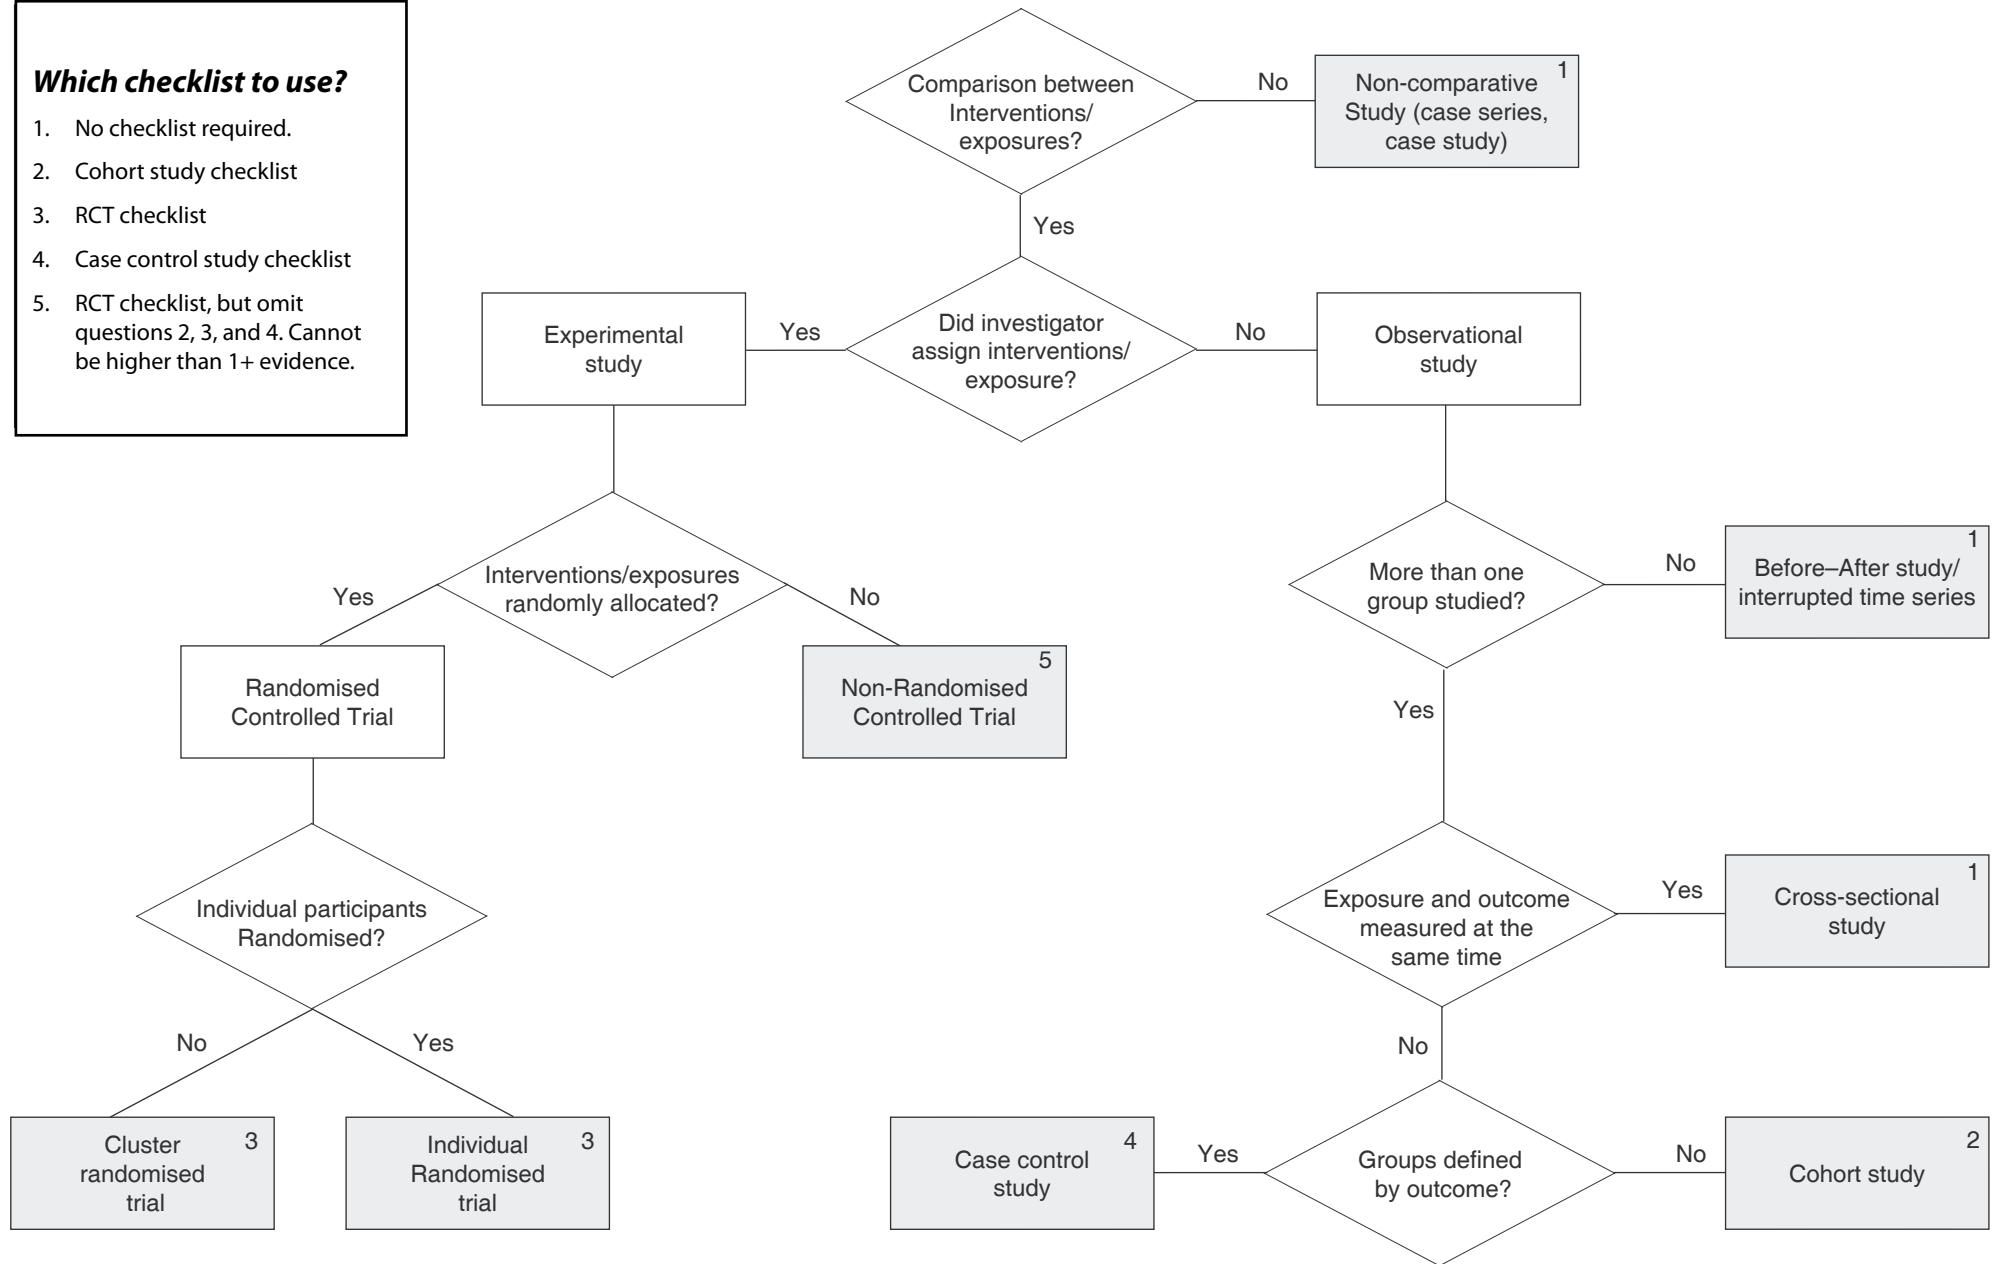 Which checklist to use?
1. No checklist required.
2. Cohort study checklist
3. RCT checklist
4. Case control study checklist
5. RCT checklist, but omit
questions 2, 3, and 4. Cannot
be higher than 1+ evidence.
Comparison between
Interventions/
exposures?
No
1
Non-comparative
Study (case series,
case study)
Yes
Experimental
study
Yes
Did investigator
assign interventions/
exposure?
No
Observational
study
Interventions/exposures
randomly allocated?
Yes
No
More than one
group studied?
No
1
Before–After study/
interrupted time series
Randomised
Controlled Trial
5
Non-Randomised
Controlled Trial
Yes
Individual participants
Randomised?
Exposure and outcome
measured at the
same time
Yes
1
Cross-sectional
study
No
Yes
No
Cluster
randomised
trial
3
Individual
Randomised
trial
3
Case control
study
4
Yes
Groups defined
by outcome?
No
2
Cohort study